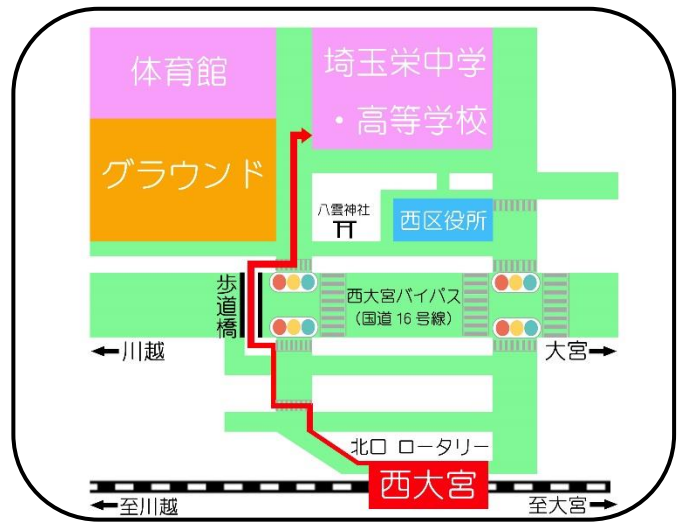 体育館
埼玉栄中学
・高等学校
グラウンド
八雲神社
西区役所
歩道橋
西大宮バイパス
（国道16号線）
←川越
大宮→
北口 ロータリー
西大宮
←至川越
至大宮→